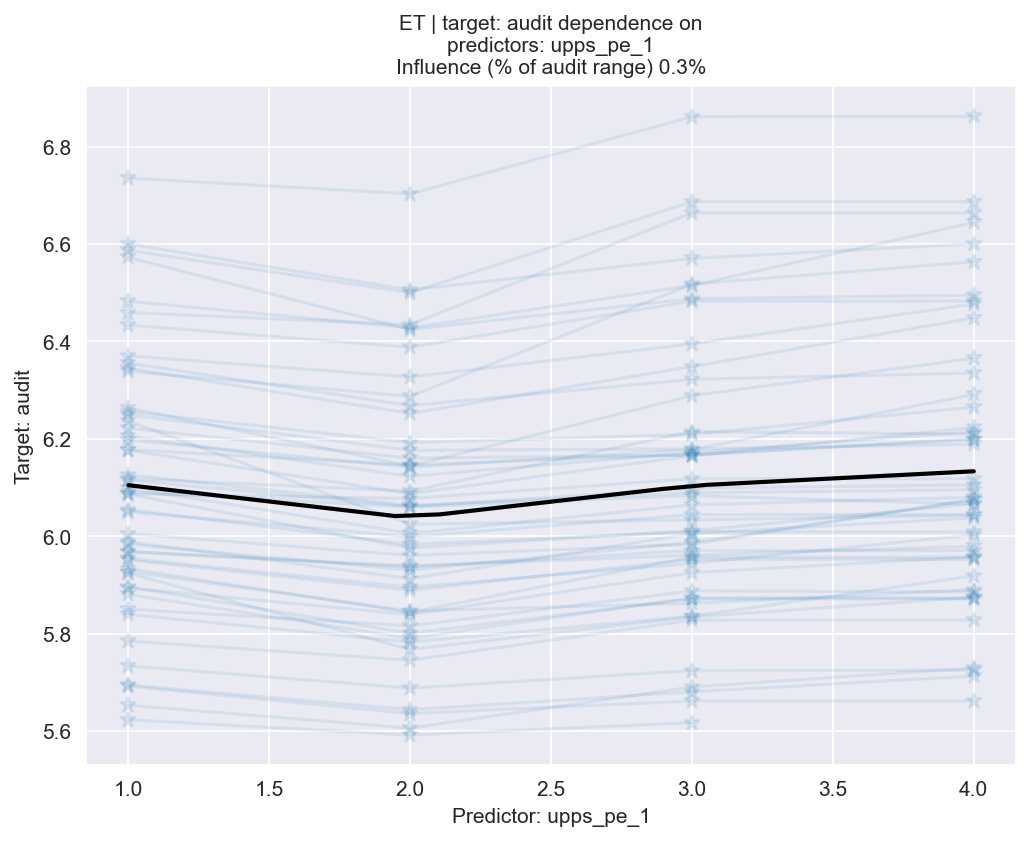 ET | target: audit dependence on
predictors: upps_pe_1
Influence (% of audit range) 0.3%
Target: audit
6.8
6.6
6.4
6.2
6.0
5.8
5.6
1.0 1.5 2.0 2.5 3.0 3.5 4.0
Predictor: upps_pe_1